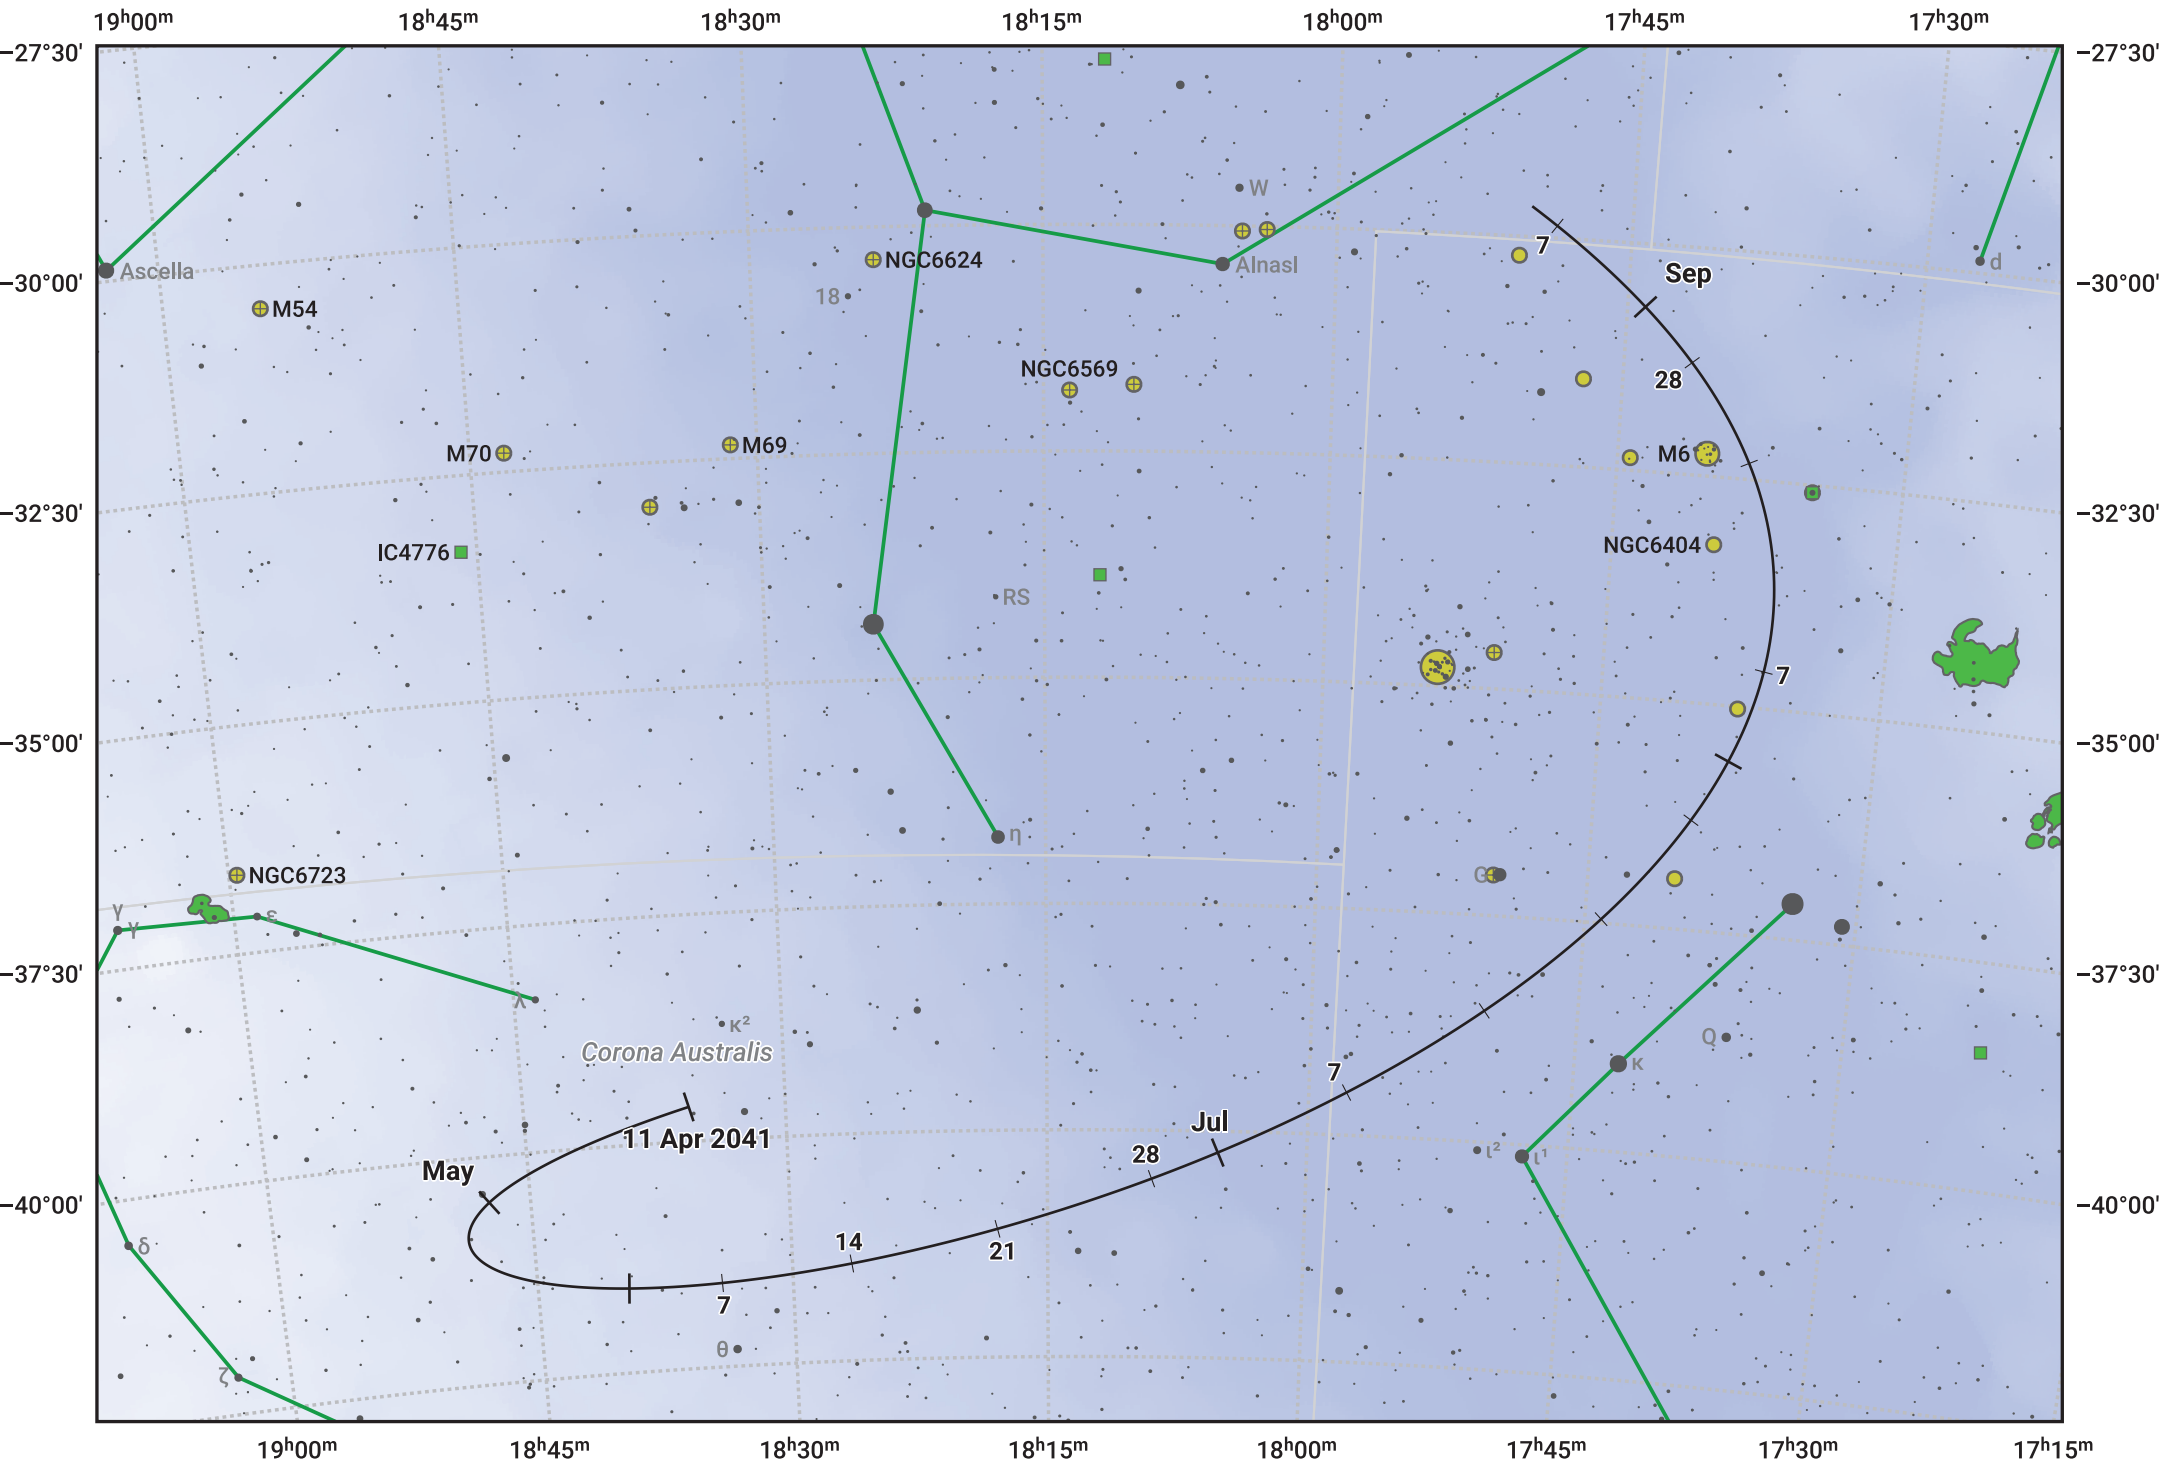 19ʰ00ᵐ 18ʰ45ᵐ 18ʰ30ᵐ 18ʰ15ᵐ 18ʰ00ᵐ 17ʰ45ᵐ 17ʰ30ᵐ
−27°30' −27°30'
W
7
Sep
Ascella
Alnasl
d
NGC6624
−30°00' −30°00'
18
M54
NGC6569
28
M70
M69
M6
−32°30' −32°30'
IC4776
NGC6404
RS
7
−35°00' −35°00'
η
NGC6723
G
γ
γ
ε
−37°30' −37°30'
λ
κ²
Q
Corona Australis
κ
7
Jul
11 Apr 2041
28
ι²
ι¹
May
−40°00' −40°00'
δ
14
21
7
θ
ζ
19ʰ00ᵐ 18ʰ45ᵐ 18ʰ30ᵐ 18ʰ15ᵐ 18ʰ00ᵐ 17ʰ45ᵐ 17ʰ30ᵐ 17ʰ15ᵐ